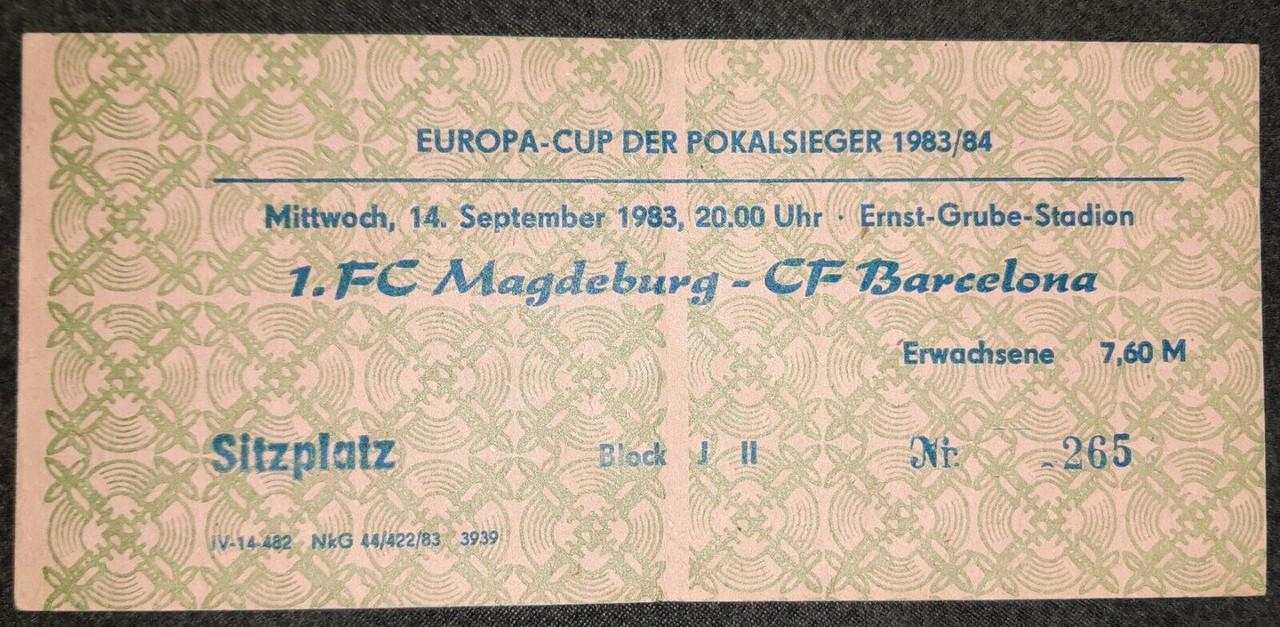 EUROPA-CUP DER POKALSIEGER 1983/84
Mittwoch, 14. September 1983, 20.00 Uhr · Ernst-Grube-Stadion
1. FC Magdeburg - CF Barcelona
Erwachsene 7,60 M
Sitzplatz Block J II Nr. 265
IV-14-482 NkG 44/422/83 3939